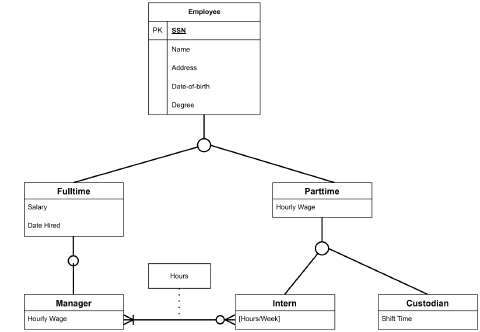 Employee
PK SSN
Name
Address
Date-of-birth
Degree
Fulltime
Salary
Date Hired
Parttime
Hourly Wage
Hours
Manager
Hourly Wage
Intern
[Hours/Week]
Custodian
Shift Time